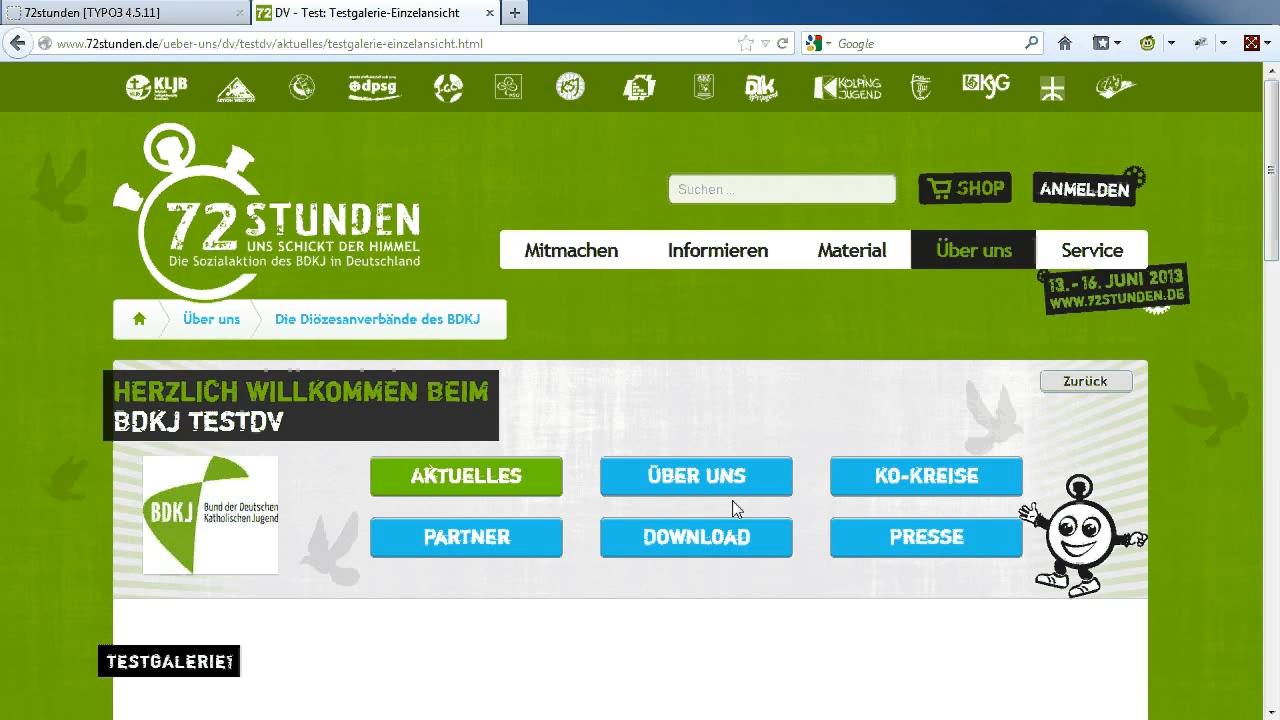 72stunden [TYPO3 4.5.11]
72 DV - Test: Testgalerie-Einzelansicht
www.72stunden.de/ueber-uns/dv/testdv/aktuelles/testgalerie-einzelansicht.html
Google
KLJB
dpsg
DJK
KOLPING JUGEND
KjG
Suchen ...
SHOP
ANMELDEN
72 STUNDEN
UNS SCHICKT DER HIMMEL
Die Sozialaktion des BDKJ in Deutschland
Mitmachen
Informieren
Material
Über uns
Service
13.- 16. JUNI 2013
WWW.72STUNDEN.DE
Über uns
Die Diözesanverbände des BDKJ
HERZLICH WILLKOMMEN BEIM
BDKJ TESTDV
Zurück
AKTUELLES
ÜBER UNS
KO-KREISE
BDKJ
Bund der Deutschen
Katholischen Jugend
PARTNER
DOWNLOAD
PRESSE
TESTGALERIE!